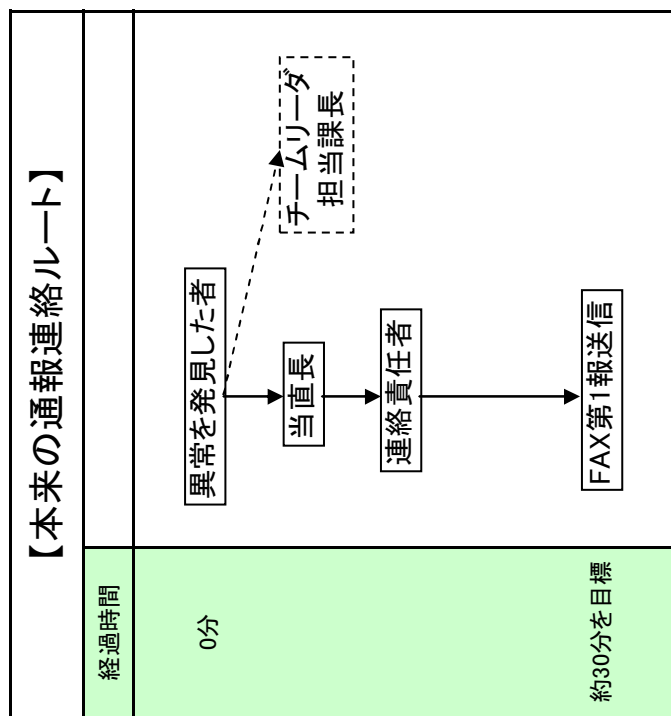 【本来の通報連絡ルート】
経過時間
0分
異常を発見した者
チームリーダ
担当課長
当直長
連絡責任者
約30分を目標
FAX第1報送信